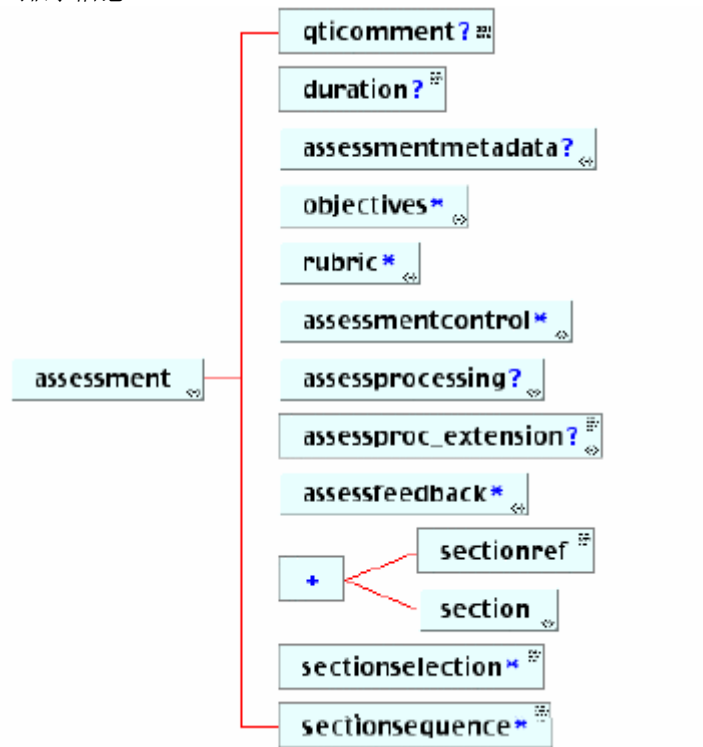 qticomment?
duration?
assessmentmetadata?
objectives*
rubric*
assessmentcontrol*
assessment
assessprocessing?
assessproc_extension?
assessfeedback*
sectionref
+
section
sectionselection*
sectionsequence*